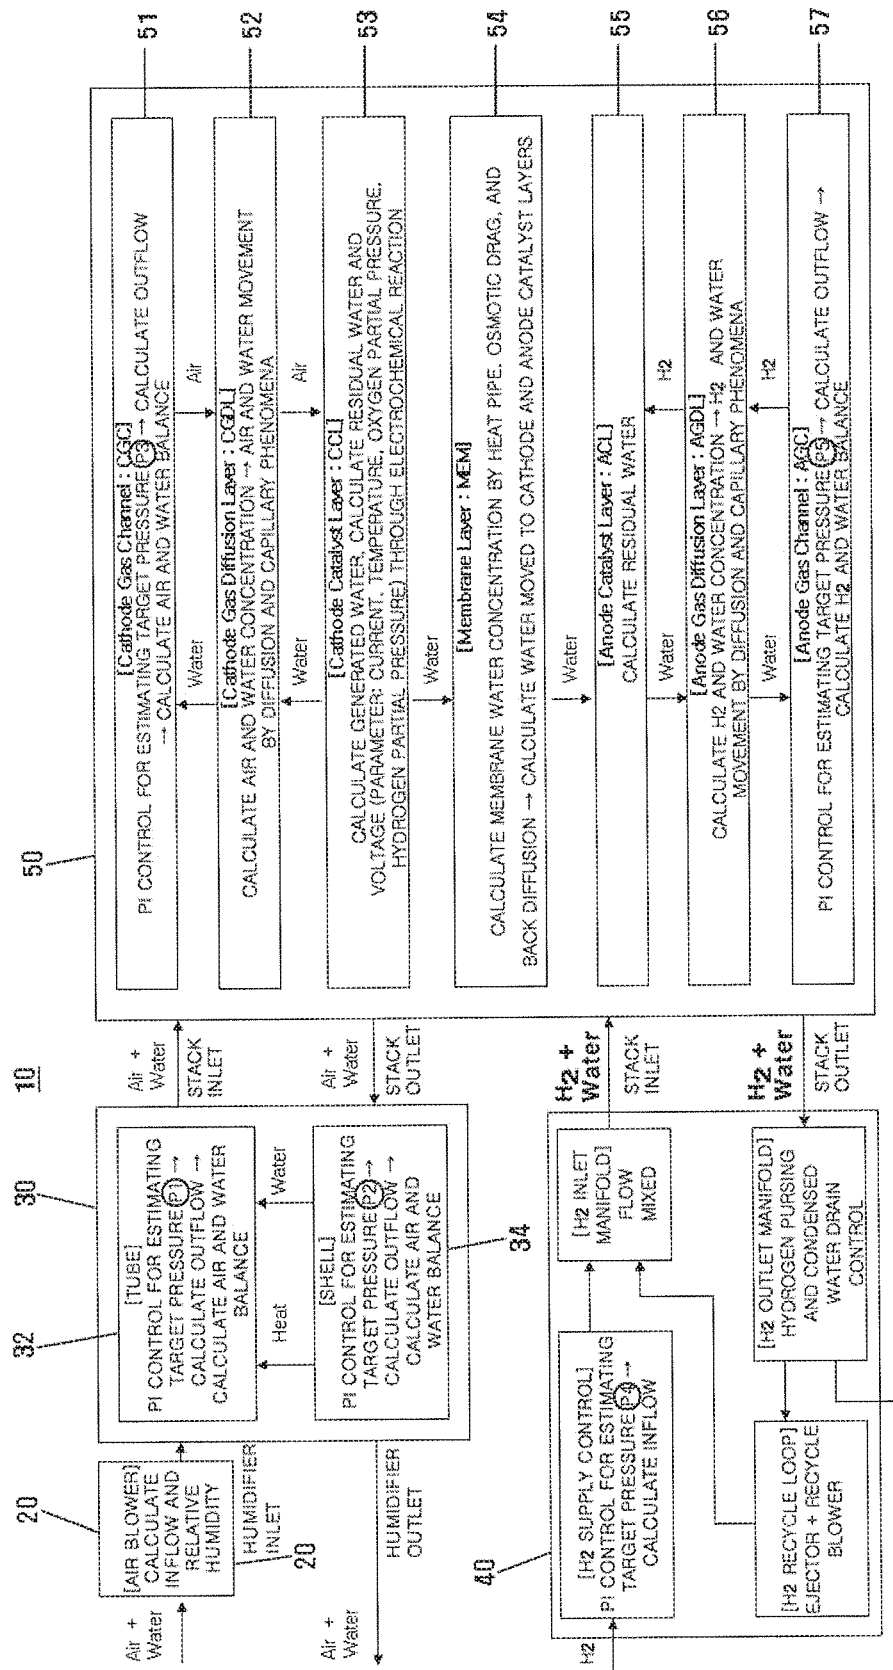 10
20
[AIR BLOWER]
CALCULATE
INFLOW AND
RELATIVE
HUMIDITY
20
Air +
Water
HUMIDIFIER
INLET
Air +
Water
HUMIDIFIER
OUTLET
30
32
[TUBE]
PI CONTROL FOR ESTIMATING
TARGET PRESSURE(P1) →
CALCULATE OUTFLOW →
CALCULATE AIR AND WATER
BALANCE
Heat
Water
[SHELL]
PI CONTROL FOR ESTIMATING
TARGET PRESSURE(P2) →
CALCULATE OUTFLOW →
CALCULATE AIR AND
WATER BALANCE
34
Air +
Water
STACK
INLET
Air +
Water
STACK
OUTLET
40
H2
[H2 SUPPLY CONTROL]
PI CONTROL FOR ESTIMATING
TARGET PRESSURE(P4) →
CALCULATE INFLOW
[H2 INLET
MANIFOLD]
FLOW
MIXED
[H2 RECYCLE LOOP]
EJECTOR + RECYCLE
BLOWER
[H2 OUTLET MANIFOLD]
HYDROGEN PURSING
AND CONDENSED
WATER DRAIN
CONTROL
H2 +
Water
STACK
INLET
H2 +
Water
STACK
OUTLET
50
[Cathode Gas Channel : CGC]
PI CONTROL FOR ESTIMATING TARGET PRESSURE(P3) → CALCULATE OUTFLOW
→ CALCULATE AIR AND WATER BALANCE
51
Water
Air
[Cathode Gas Diffusion Layer : CGDL]
CALCULATE AIR AND WATER CONCENTRATION → AIR AND WATER MOVEMENT
BY DIFFUSION AND CAPILLARY PHENOMENA
52
Water
Air
[Cathode Catalyst Layer : CCL]
CALCULATE GENERATED WATER, CALCULATE RESIDUAL WATER AND
VOLTAGE (PARAMETER: CURRENT, TEMPERATURE, OXYGEN PARTIAL PRESSURE,
HYDROGEN PARTIAL PRESSURE) THROUGH ELECTROCHEMICAL REACTION
53
Water
[Membrane Layer : MEM]
CALCULATE MEMBRANE WATER CONCENTRATION BY HEAT PIPE, OSMOTIC DRAG, AND
BACK DIFFUSION → CALCULATE WATER MOVED TO CATHODE AND ANODE CATALYST LAYERS
54
Water
[Anode Catalyst Layer : ACL]
CALCULATE RESIDUAL WATER
55
Water
H2
[Anode Gas Diffusion Layer : AGDL]
CALCULATE H2 AND WATER CONCENTRATION → H2 AND WATER
MOVEMENT BY DIFFUSION AND CAPILLARY PHENOMENA
56
Water
H2
[Anode Gas Channel : AGC]
PI CONTROL FOR ESTIMATING TARGET PRESSURE(P5) → CALCULATE OUTFLOW →
CALCULATE H2 AND WATER BALANCE
57